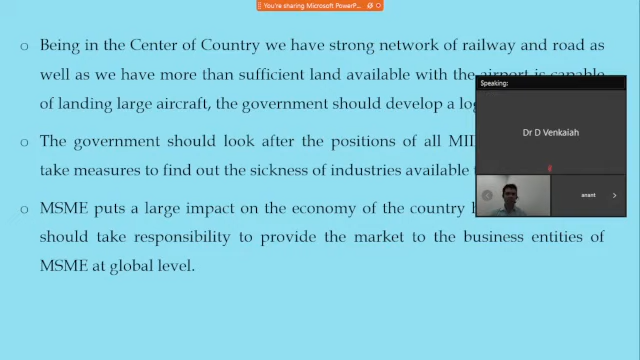 You're sharing Microsoft PowerP...
o Being in the Center of Country we have strong network of railway and road as
well as we have more than sufficient land available with the airport is capable
of landing large aircraft, the government should develop a
o The government should look after the positions of all
take measures to find out the sickness of industries available
o MSME puts a large impact on the economy of the country
should take responsibility to provide the market to the business entities of
MSME at global level.
Speaking:
Dr D Venkaiah
anant